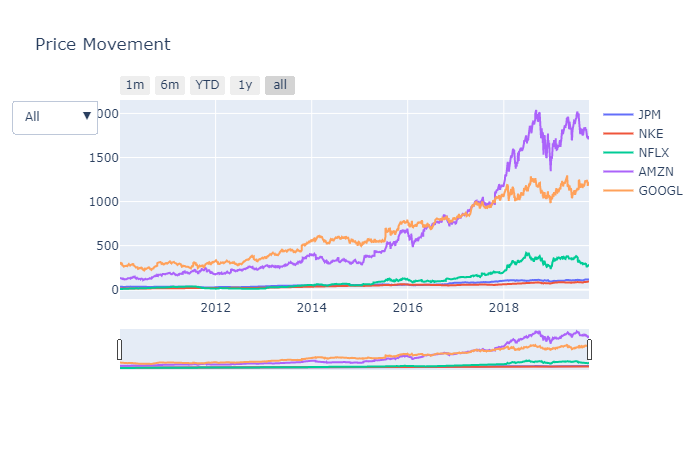 Price Movement
1m 6m YTD 1y all
All ▼
2000
1500
1000
500
0
2012 2014 2016 2018
JPM
NKE
NFLX
AMZN
GOOGL